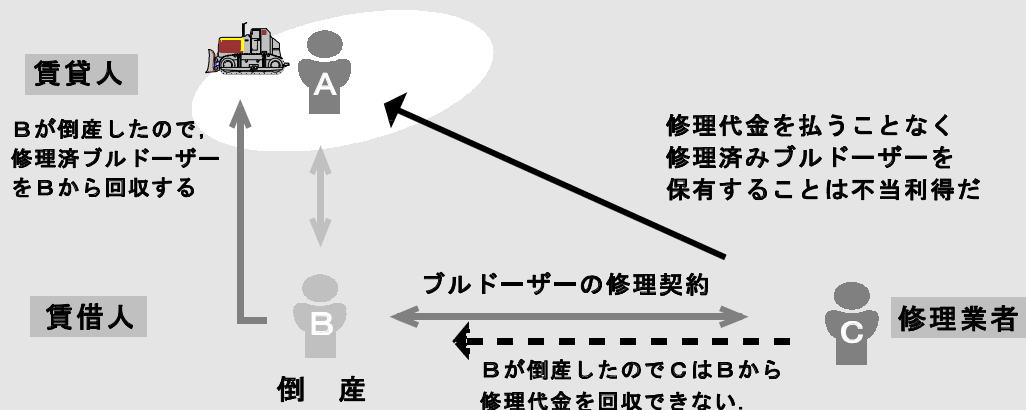 賃貸人
A
Ｂが倒産したので,
修理済ブルドーザー
をＢから回収する
修理代金を払うことなく
修理済みブルドーザーを
保有することは不当利得だ
ブルドーザーの修理契約
賃借人
B
C
修理業者
倒　産
Ｂが倒産したのでＣはＢから
修理代金を回収できない.